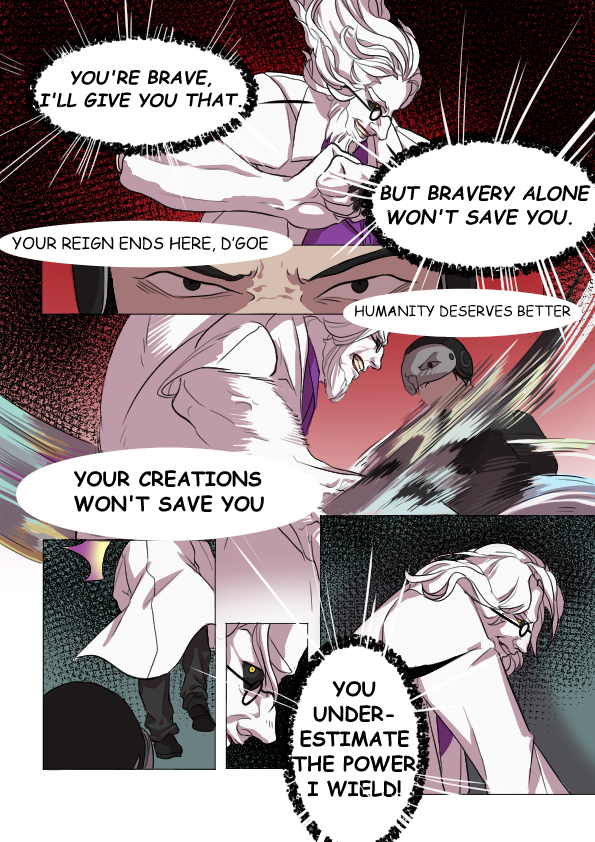 YOU'RE BRAVE,
I'LL GIVE YOU THAT.
BUT BRAVERY ALONE
WON'T SAVE YOU.
YOUR REIGN ENDS HERE, D'GOE
HUMANITY DESERVES BETTER
YOUR CREATIONS
WON'T SAVE YOU
YOU
UNDER-
ESTIMATE
THE POWER
I WIELD!